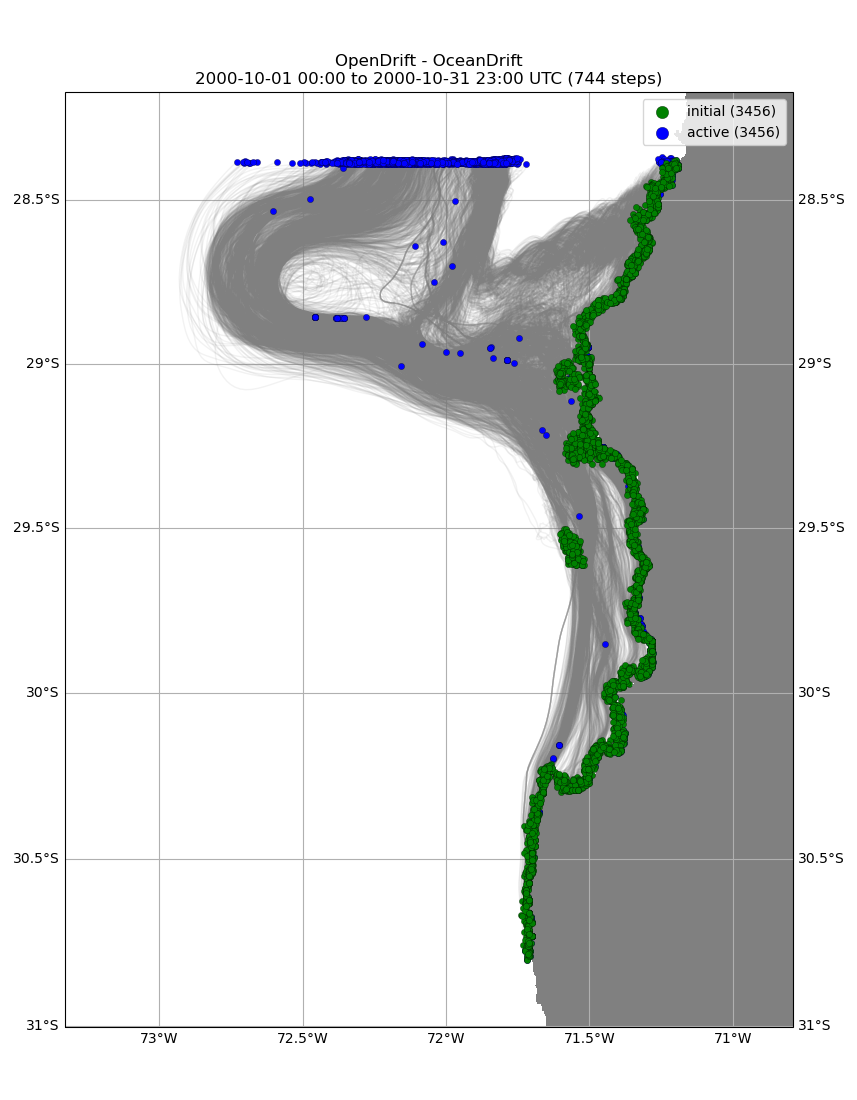 OpenDrift - OceanDrift
2000-10-01 00:00 to 2000-10-31 23:00 UTC (744 steps)
initial (3456)
active (3456)
28.5°S 28.5°S
29°S 29°S
29.5°S 29.5°S
30°S 30°S
30.5°S 30.5°S
31°S 31°S
73°W 72.5°W 72°W 71.5°W 71°W